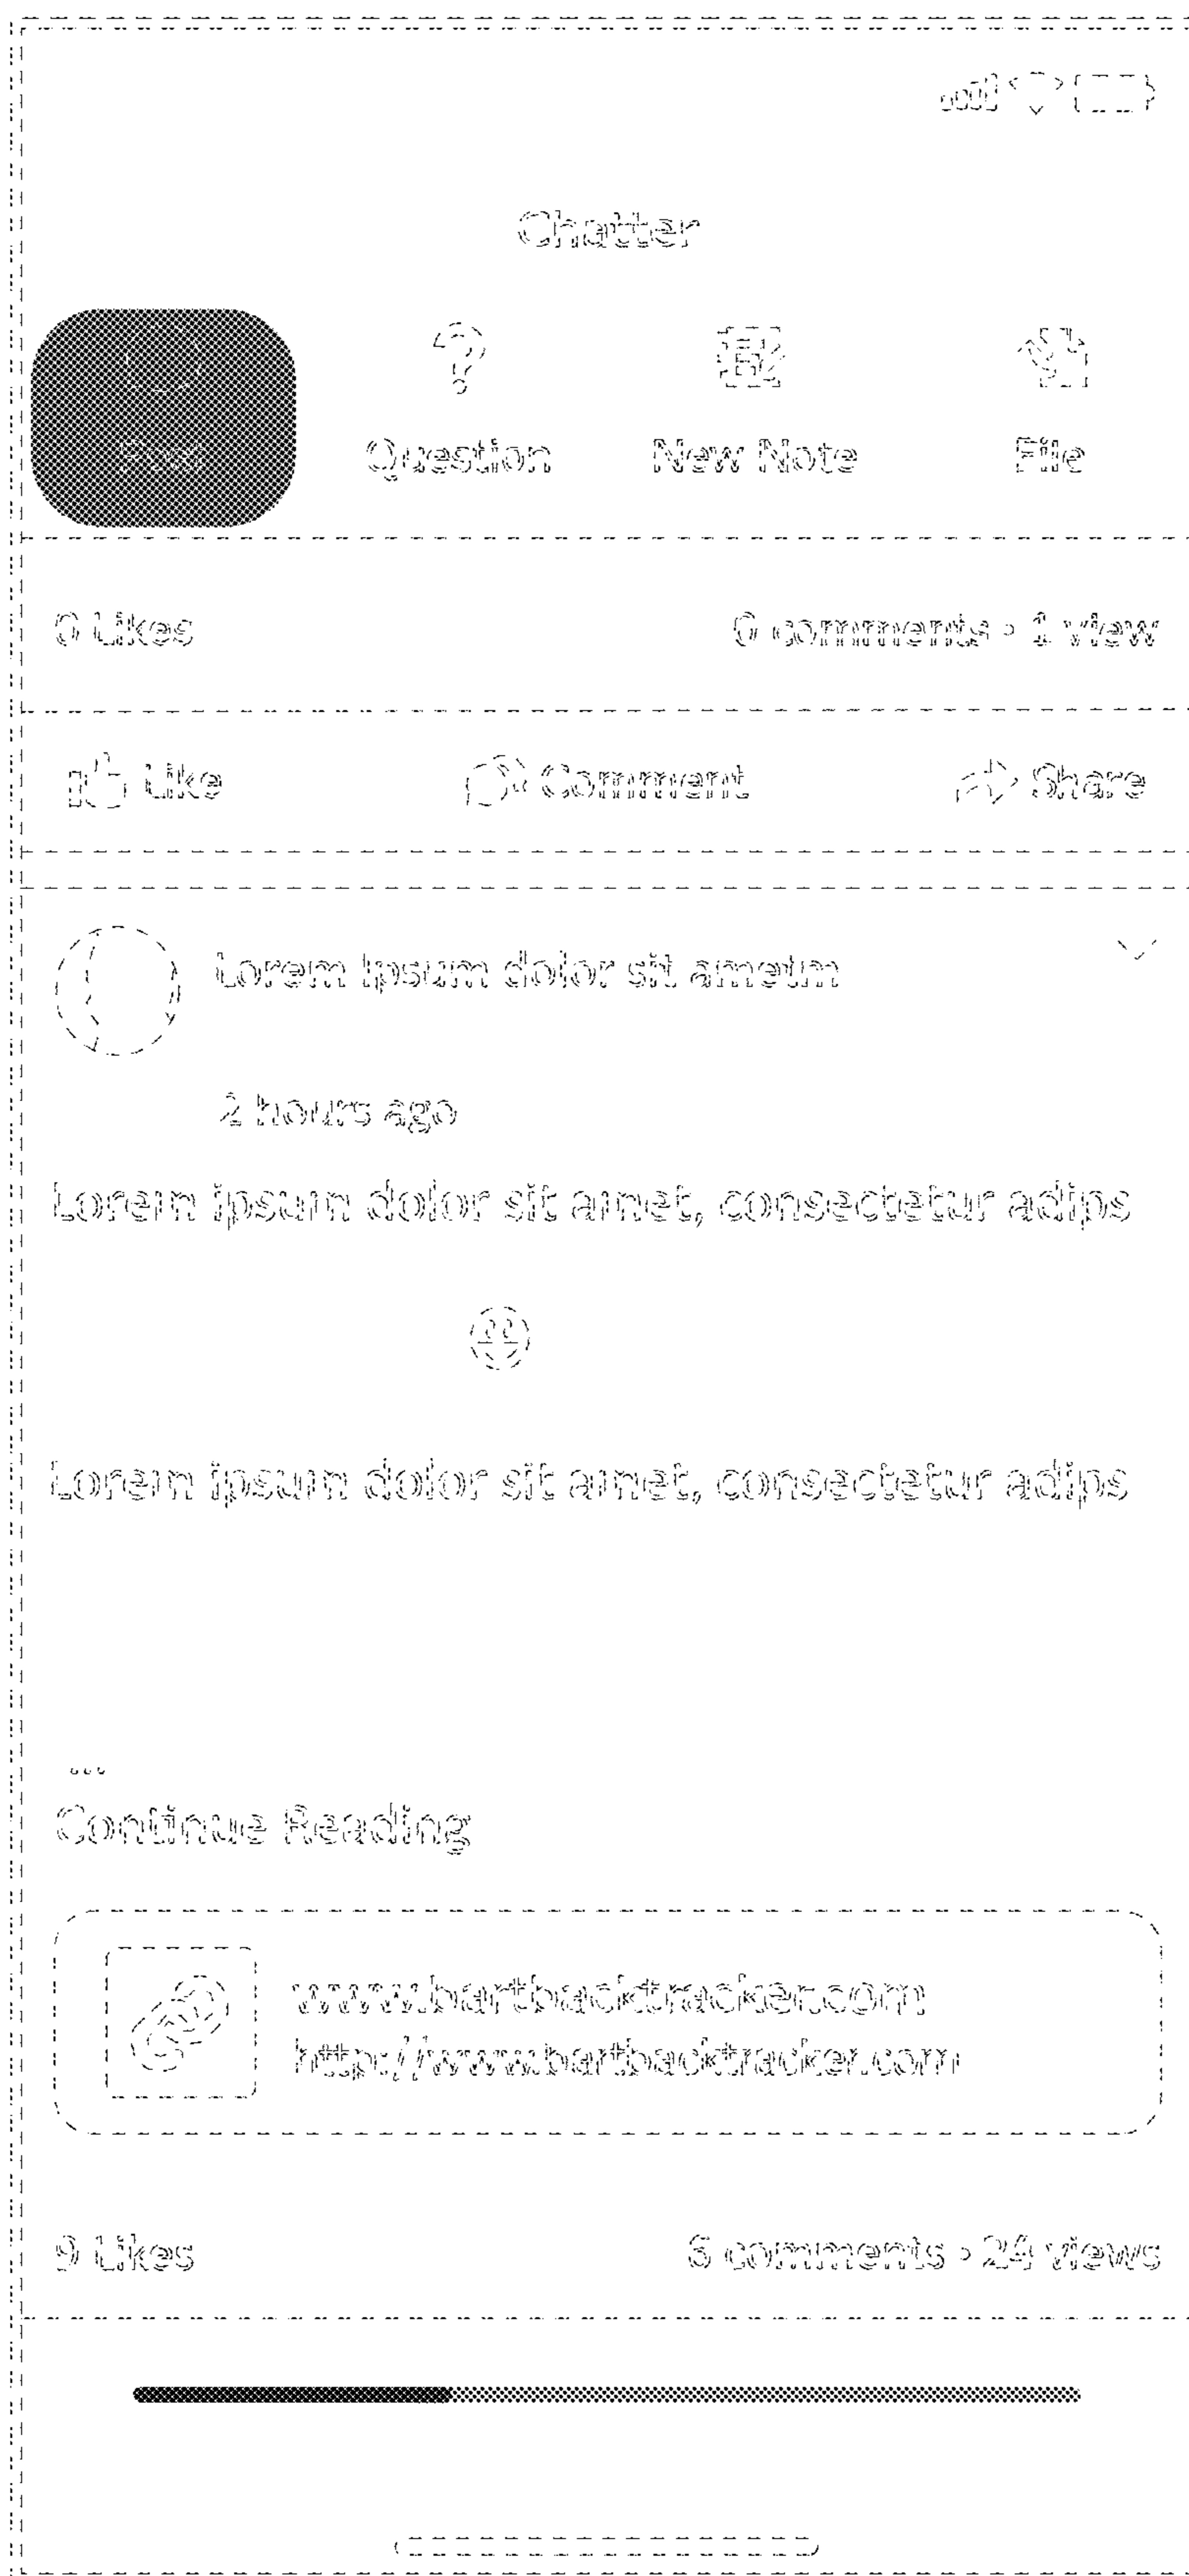 Chatter
Post
Question
New Note
File
0 Likes
0 comments • 1 view
Like
Comment
Share
Lorem Ipsum dolor sit ametm
2 hours ago
Lorem ipsum dolor sit amet, consectetur adips
Lorem ipsum dolor sit amet, consectetur adips
...
Continue Reading
www.bartbacktracker.com
http://www.bartbacktracker.com
9 Likes
6 comments • 24 views